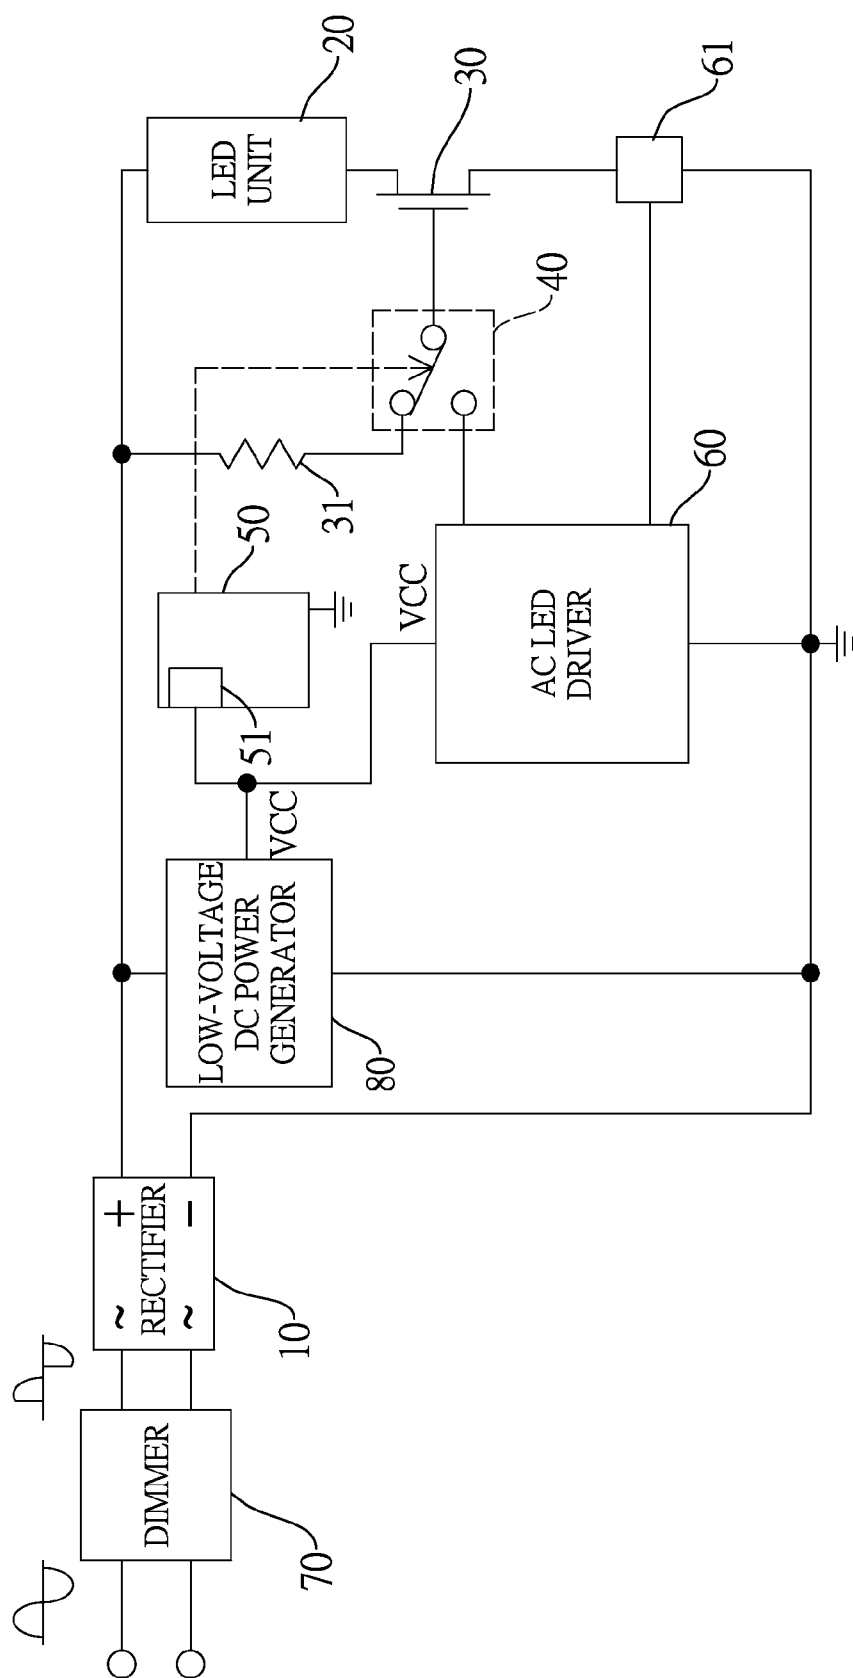 DIMMER
70
~
~
RECTIFIER
+
−
10
LOW-VOLTAGE
DC POWER
GENERATOR
80
VCC
51
50
31
VCC
AC LED
DRIVER
60
40
LED
UNIT
20
30
61